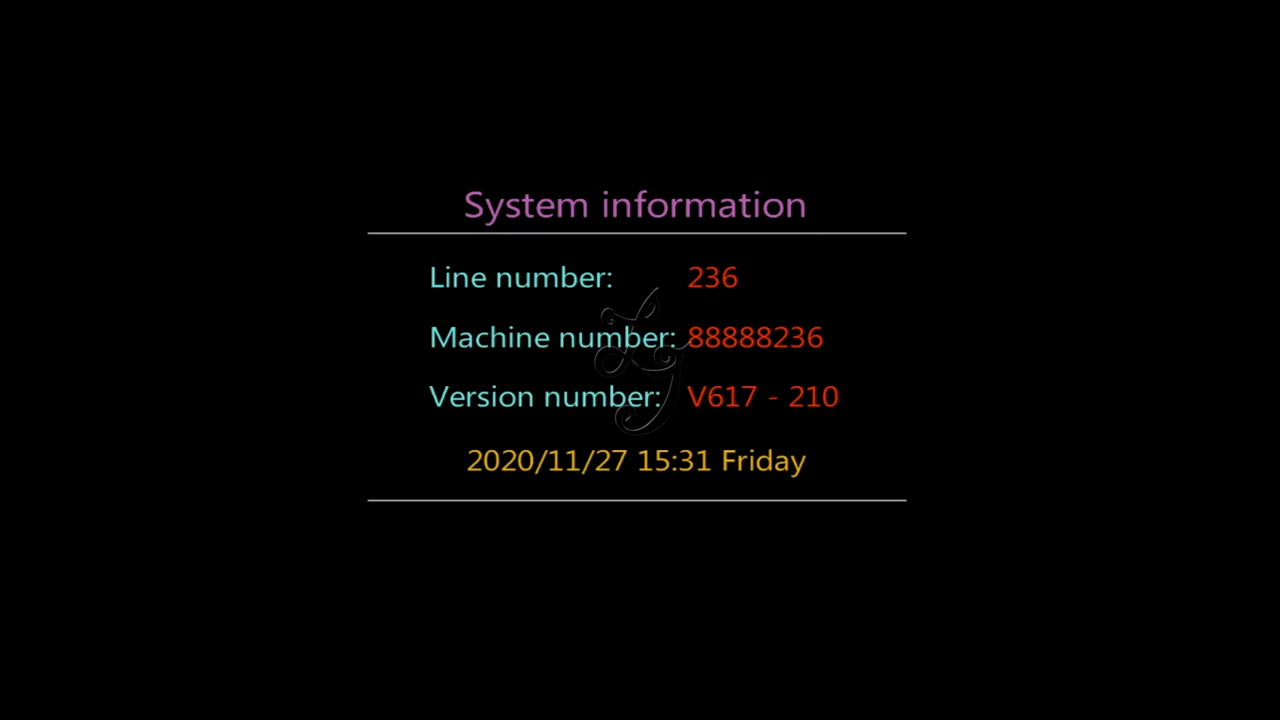 System information
Line number: 236
Machine number: 88888236
Version number: V617 - 210
2020/11/27 15:31 Friday